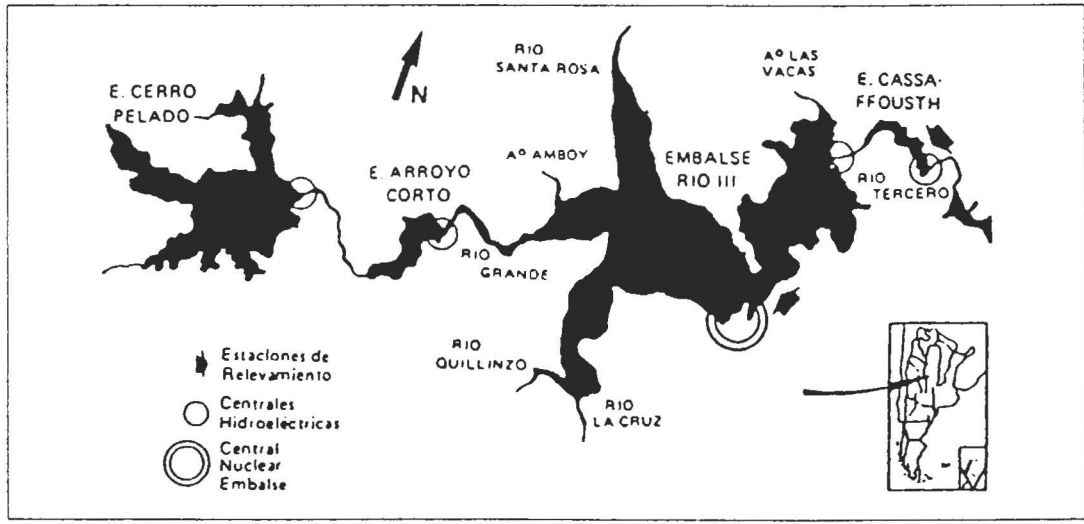 E. CERRO
PELADO
N
RIO
SANTA ROSA
Aº LAS
VACAS
E. CASSA-
FFOUSTH
E. ARROYO
CORTO
Aº AMBOY
EMBALSE
RIO III
RIO
TERCERO
RIO
GRANDE
RIO
QUILLINZO
RIO
LA CRUZ
Estaciones de
Relevamiento
Centrales
Hidroeléctricas
Central
Nuclear
Embalse